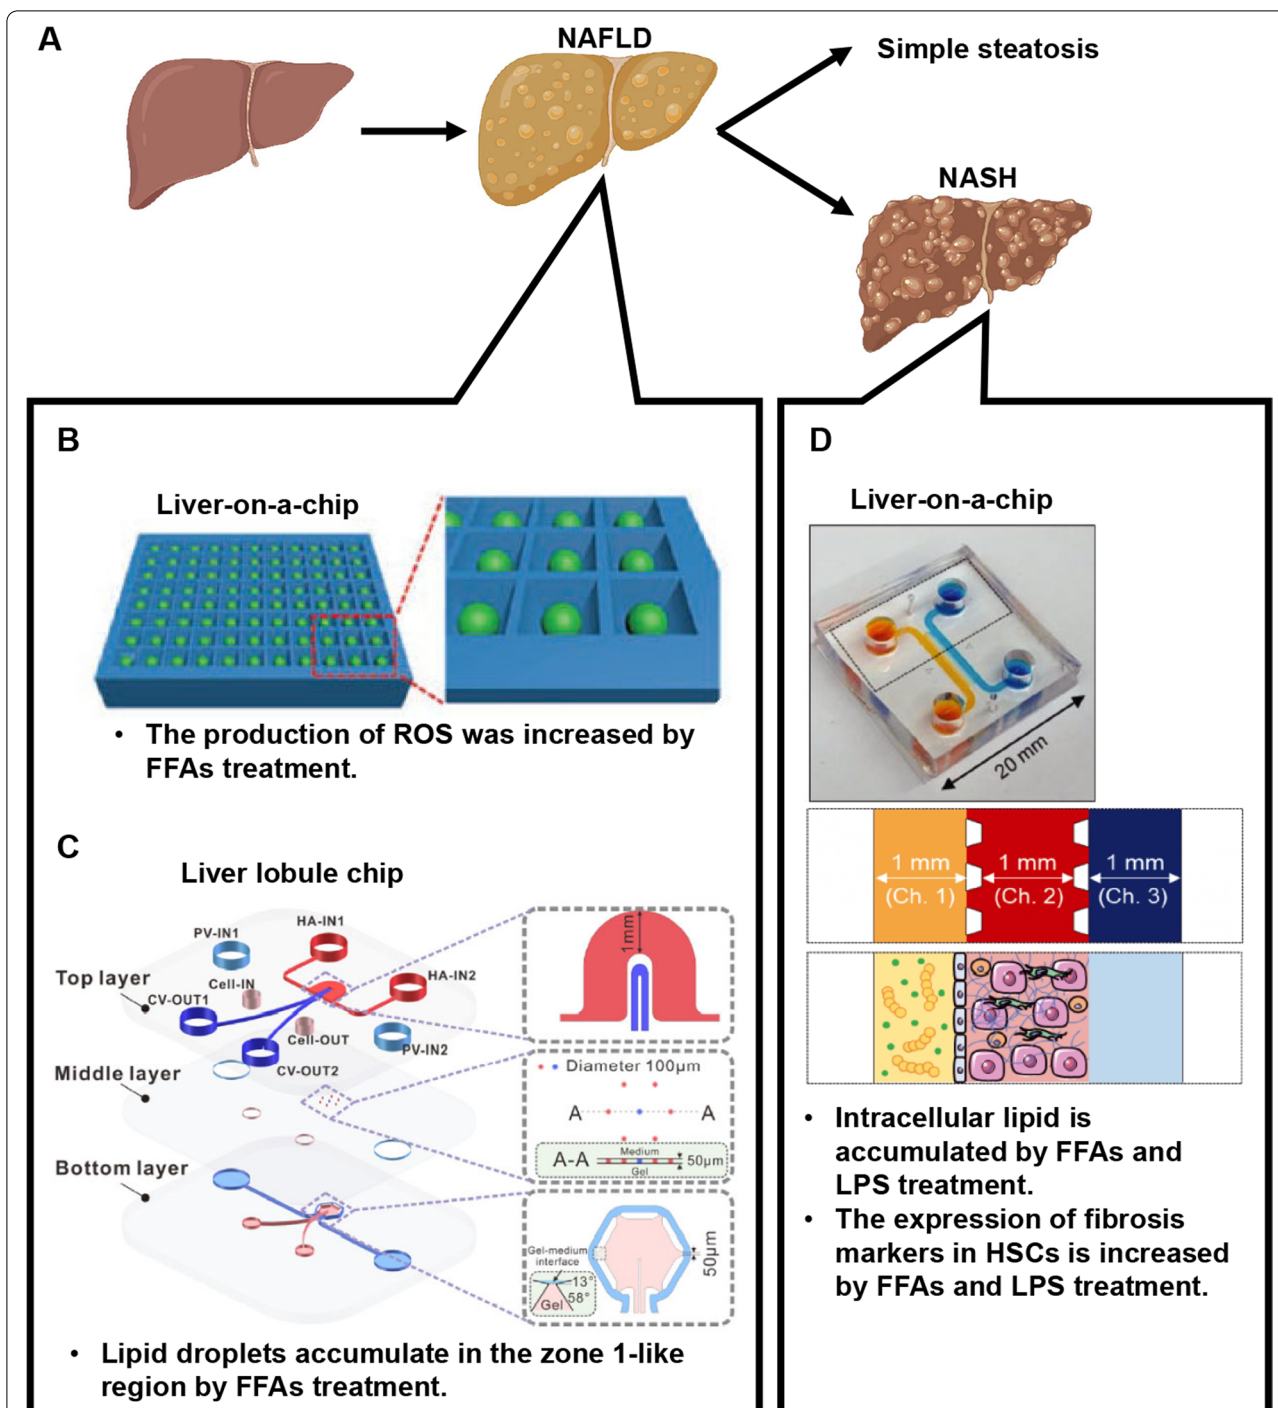 A
NAFLD
Simple steatosis
NASH
B
Liver-on-a-chip
• The production of ROS was increased by
FFAs treatment.
C
Liver lobule chip
HA-IN1
PV-IN1
Top layer
Cell-IN
HA-IN2
CV-OUT1
Cell-OUT
PV-IN2
CV-OUT2
1mm
Middle layer
Diameter 100μm
A A
A-A Medium 50μm
Gel
Bottom layer
Gel-medium
interface
13°
58°
Gel
50μm
• Lipid droplets accumulate in the zone 1-like
region by FFAs treatment.
D
Liver-on-a-chip
20 mm
1 mm 1 mm 1 mm
(Ch. 1) (Ch. 2) (Ch. 3)
• Intracellular lipid is
accumulated by FFAs and
LPS treatment.
• The expression of fibrosis
markers in HSCs is increased
by FFAs and LPS treatment.